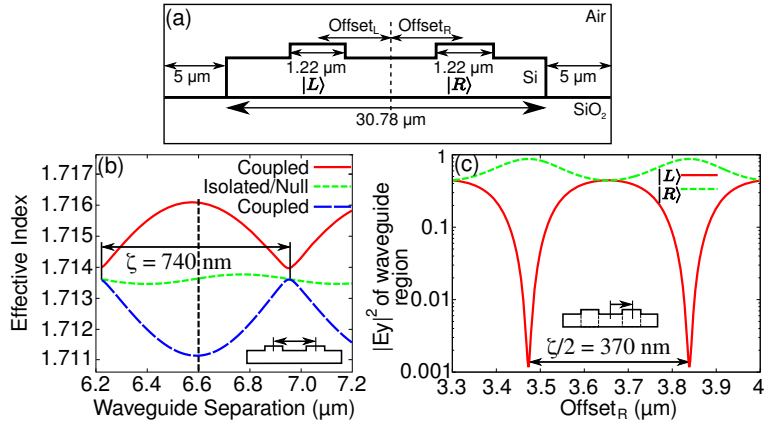 (a)
Air
Offset_L Offset_R
5 μm
1.22 μm
1.22 μm
5 μm
|L⟩
|R⟩
Si
SiO₂
30.78 μm
(b)
Coupled
Isolated/Null
Coupled
1.717
1.716
1.715
1.714
1.713
1.712
1.711
Effective Index
ζ = 740 nm
6.2 6.4 6.6 6.8 7.0 7.2
Waveguide Separation (μm)
(c)
|L⟩
|R⟩
1
0.1
0.01
0.001
|Ey|² of waveguide
region
ζ/2 = 370 nm
3.3 3.4 3.5 3.6 3.7 3.8 3.9 4
Offset_R (μm)